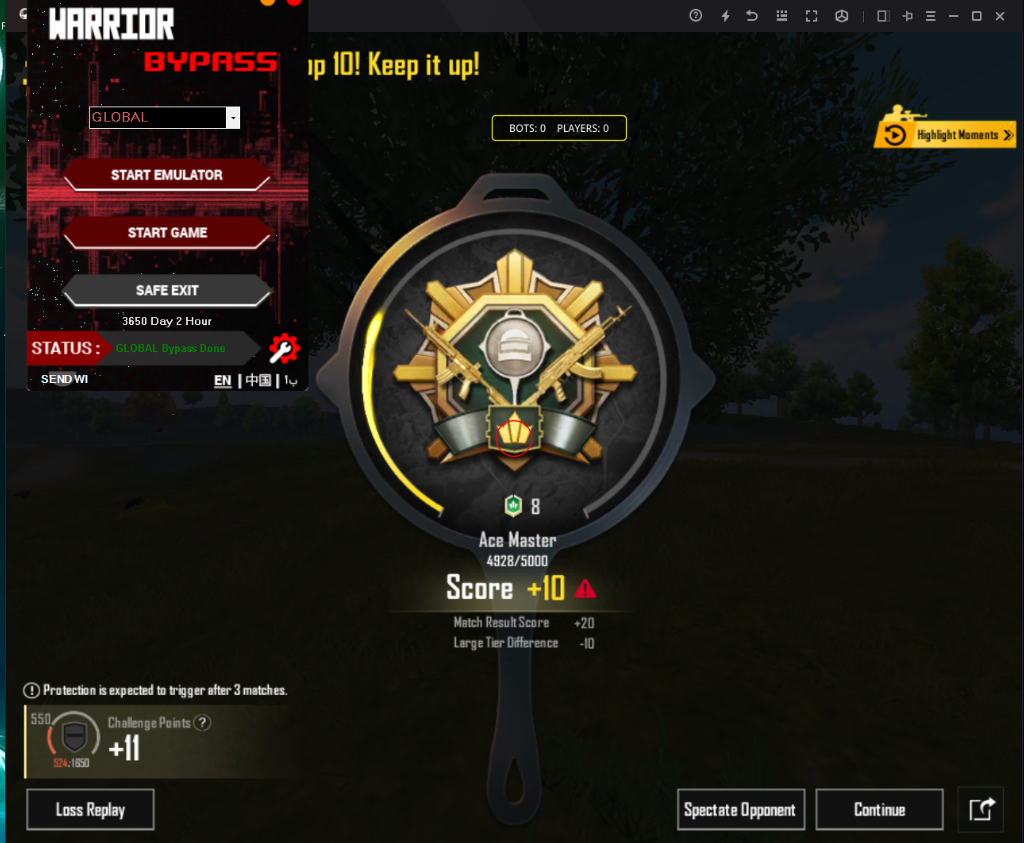 WARRIOR
BYPASS
GLOBAL
START EMULATOR
START GAME
SAFE EXIT
3650 Day 2 Hour
STATUS : GLOBAL Bypass Done
SEND WI
EN | 中国 |
op 10! Keep it up!
BOTS: 0 PLAYERS: 0
Highlight Moments
8
Ace Master
4928/5000
Score +10
Match Result Score +20
Large Tier Difference -10
Protection is expected to trigger after 3 matches.
550
Challenge Points ?
+11
524/1650
Loss Replay
Spectate Opponent
Continue